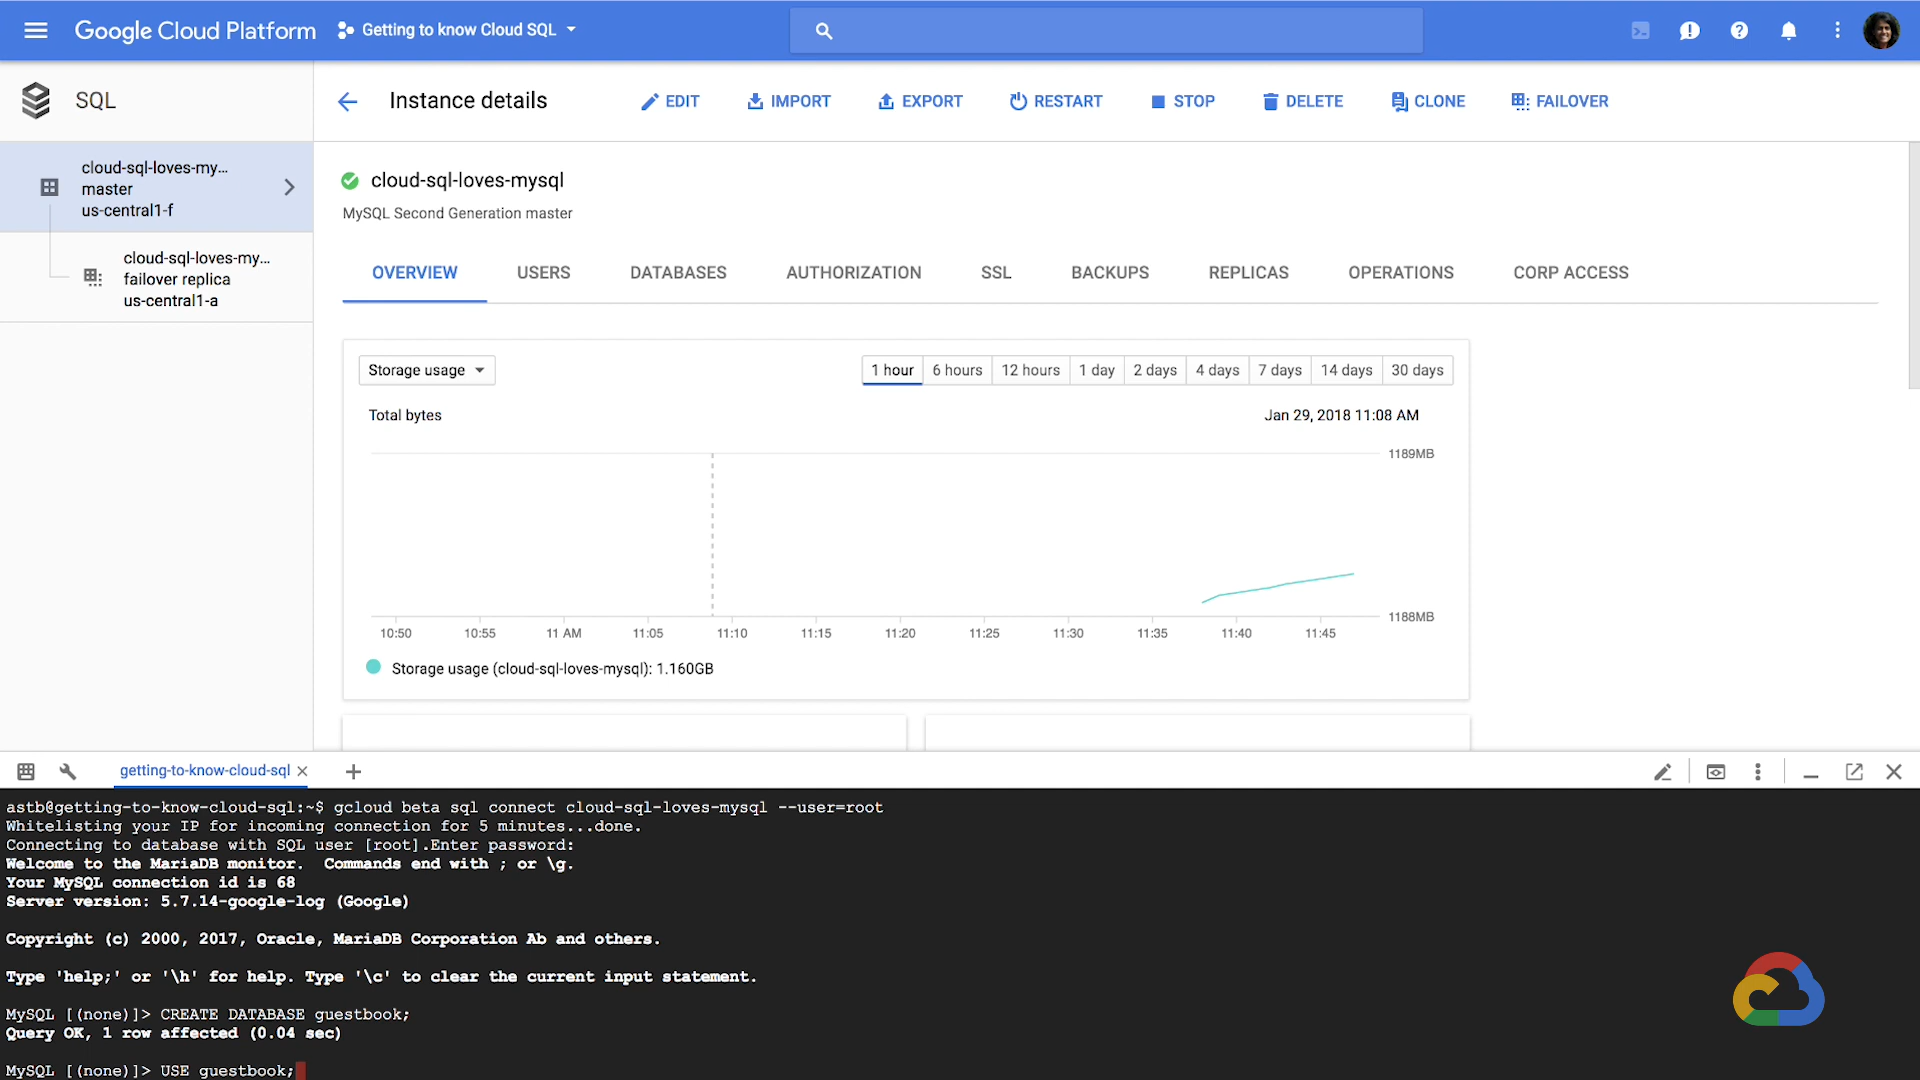 Google Cloud Platform
Getting to know Cloud SQL
SQL
Instance details
EDIT
IMPORT
EXPORT
RESTART
STOP
DELETE
CLONE
FAILOVER
cloud-sql-loves-my...
master
us-central1-f
cloud-sql-loves-my...
failover replica
us-central1-a
cloud-sql-loves-mysql
MySQL Second Generation master
OVERVIEW
USERS
DATABASES
AUTHORIZATION
SSL
BACKUPS
REPLICAS
OPERATIONS
CORP ACCESS
Storage usage
1 hour
6 hours
12 hours
1 day
2 days
4 days
7 days
14 days
30 days
Total bytes
Jan 29, 2018 11:08 AM
1189MB
1188MB
10:50
10:55
11 AM
11:05
11:10
11:15
11:20
11:25
11:30
11:35
11:40
11:45
Storage usage (cloud-sql-loves-mysql): 1.160GB
getting-to-know-cloud-sql
astb@getting-to-know-cloud-sql:~$ gcloud beta sql connect cloud-sql-loves-mysql --user=root
Whitelisting your IP for incoming connection for 5 minutes...done.
Connecting to database with SQL user [root].Enter password:
Welcome to the MariaDB monitor.  Commands end with ; or \g.
Your MySQL connection id is 68
Server version: 5.7.14-google-log (Google)
Copyright (c) 2000, 2017, Oracle, MariaDB Corporation Ab and others.
Type 'help;' or '\h' for help. Type '\c' to clear the current input statement.
MySQL [(none)]> CREATE DATABASE guestbook;
Query OK, 1 row affected (0.04 sec)
MySQL [(none)]> USE guestbook;